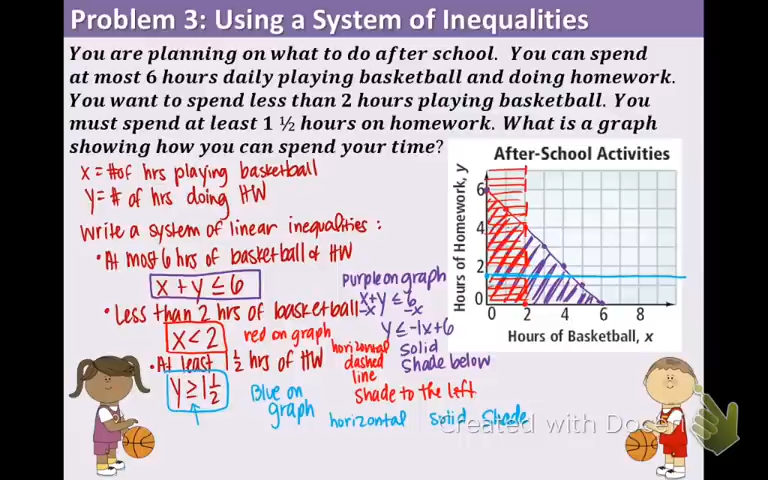 Problem 3: Using a System of Inequalities
You are planning on what to do after school. You can spend
at most 6 hours daily playing basketball and doing homework.
You want to spend less than 2 hours playing basketball. You
must spend at least 1 ½ hours on homework. What is a graph
showing how you can spend your time?
x = # of hrs playing basketball
y = # of hrs doing HW
Write a system of linear inequalities:
• At most 6 hrs of basketball & HW
x + y ≤ 6
• Less than 2 hrs of basketball
x < 2
red on graph
• At least 1 1/2 hrs of HW
y ≥ 1 1/2
Blue on
graph
purple on graph
x + y ≤ 6
-x -x
y ≤ -1x + 6
solid
shade below
horizontal
dashed
line
shade to the left
horizontal solid shade
After-School Activities
Hours of Homework, y
6
4
2
0
0 2 4 6 8
Hours of Basketball, x
Created with Doceri